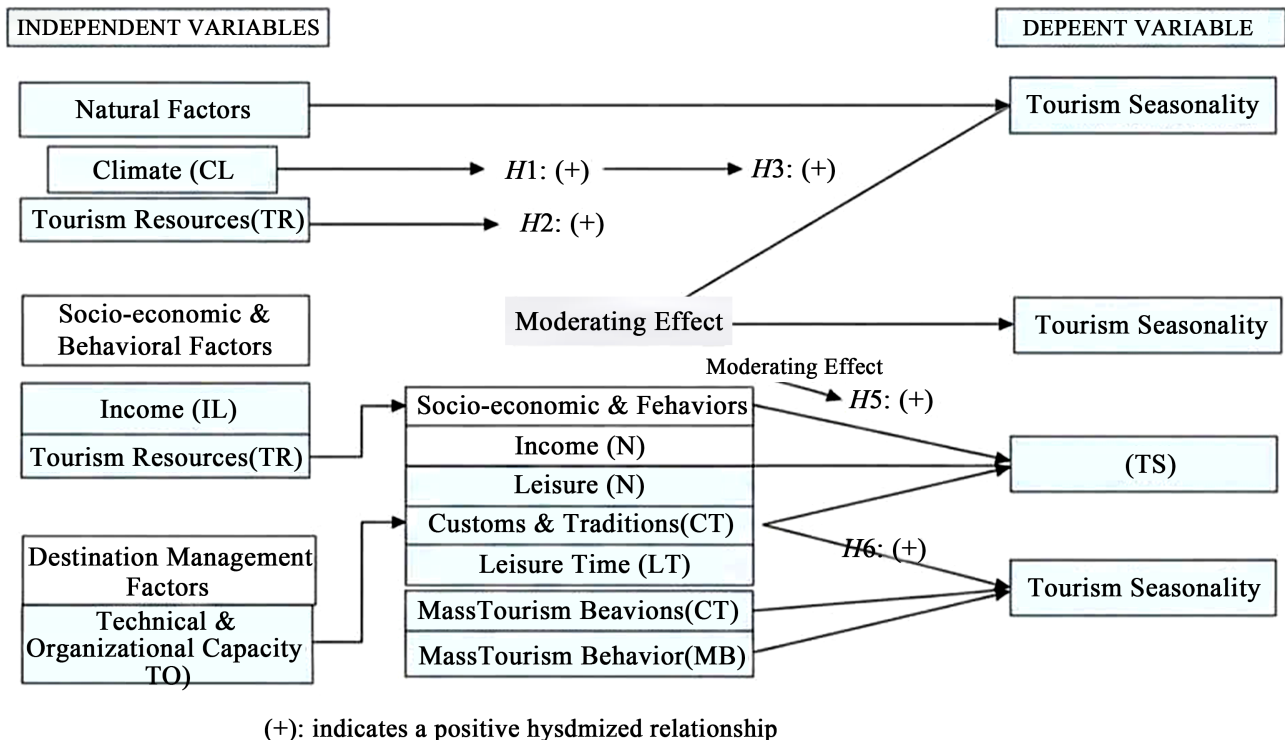 INDEPENDENT VARIABLES
DEPEENT VARIABLE
Natural Factors
Tourism Seasonality
Climate (CL
H1: (+)
H3: (+)
Tourism Resources(TR)
H2: (+)
Socio-economic &
Behavioral Factors
Moderating Effect
Tourism Seasonality
Moderating Effect
H5: (+)
Income (IL)
Tourism Resources(TR)
Socio-economic & Fehaviors
Income (N)
Leisure (N)
Customs & Traditions(CT)
Leisure Time (LT)
(TS)
H6: (+)
Destination Management
Factors
Technical &
Organizational Capacity
TO)
MassTourism Beavions(CT)
MassTourism Behavior(MB)
Tourism Seasonality
(+): indicates a positive hysdmized relationship